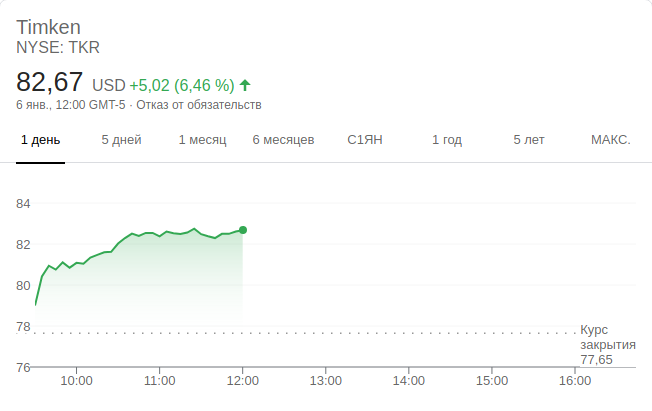 Timken
NYSE: TKR
82,67 USD +5,02 (6,46 %)
6 янв., 12:00 GMT-5 · Отказ от обязательств
1 день 5 дней 1 месяц 6 месяцев С1ЯН 1 год 5 лет МАКС.
84
82
80
78
Курс
закрытия
77,65
76
10:00 11:00 12:00 13:00 14:00 15:00 16:00